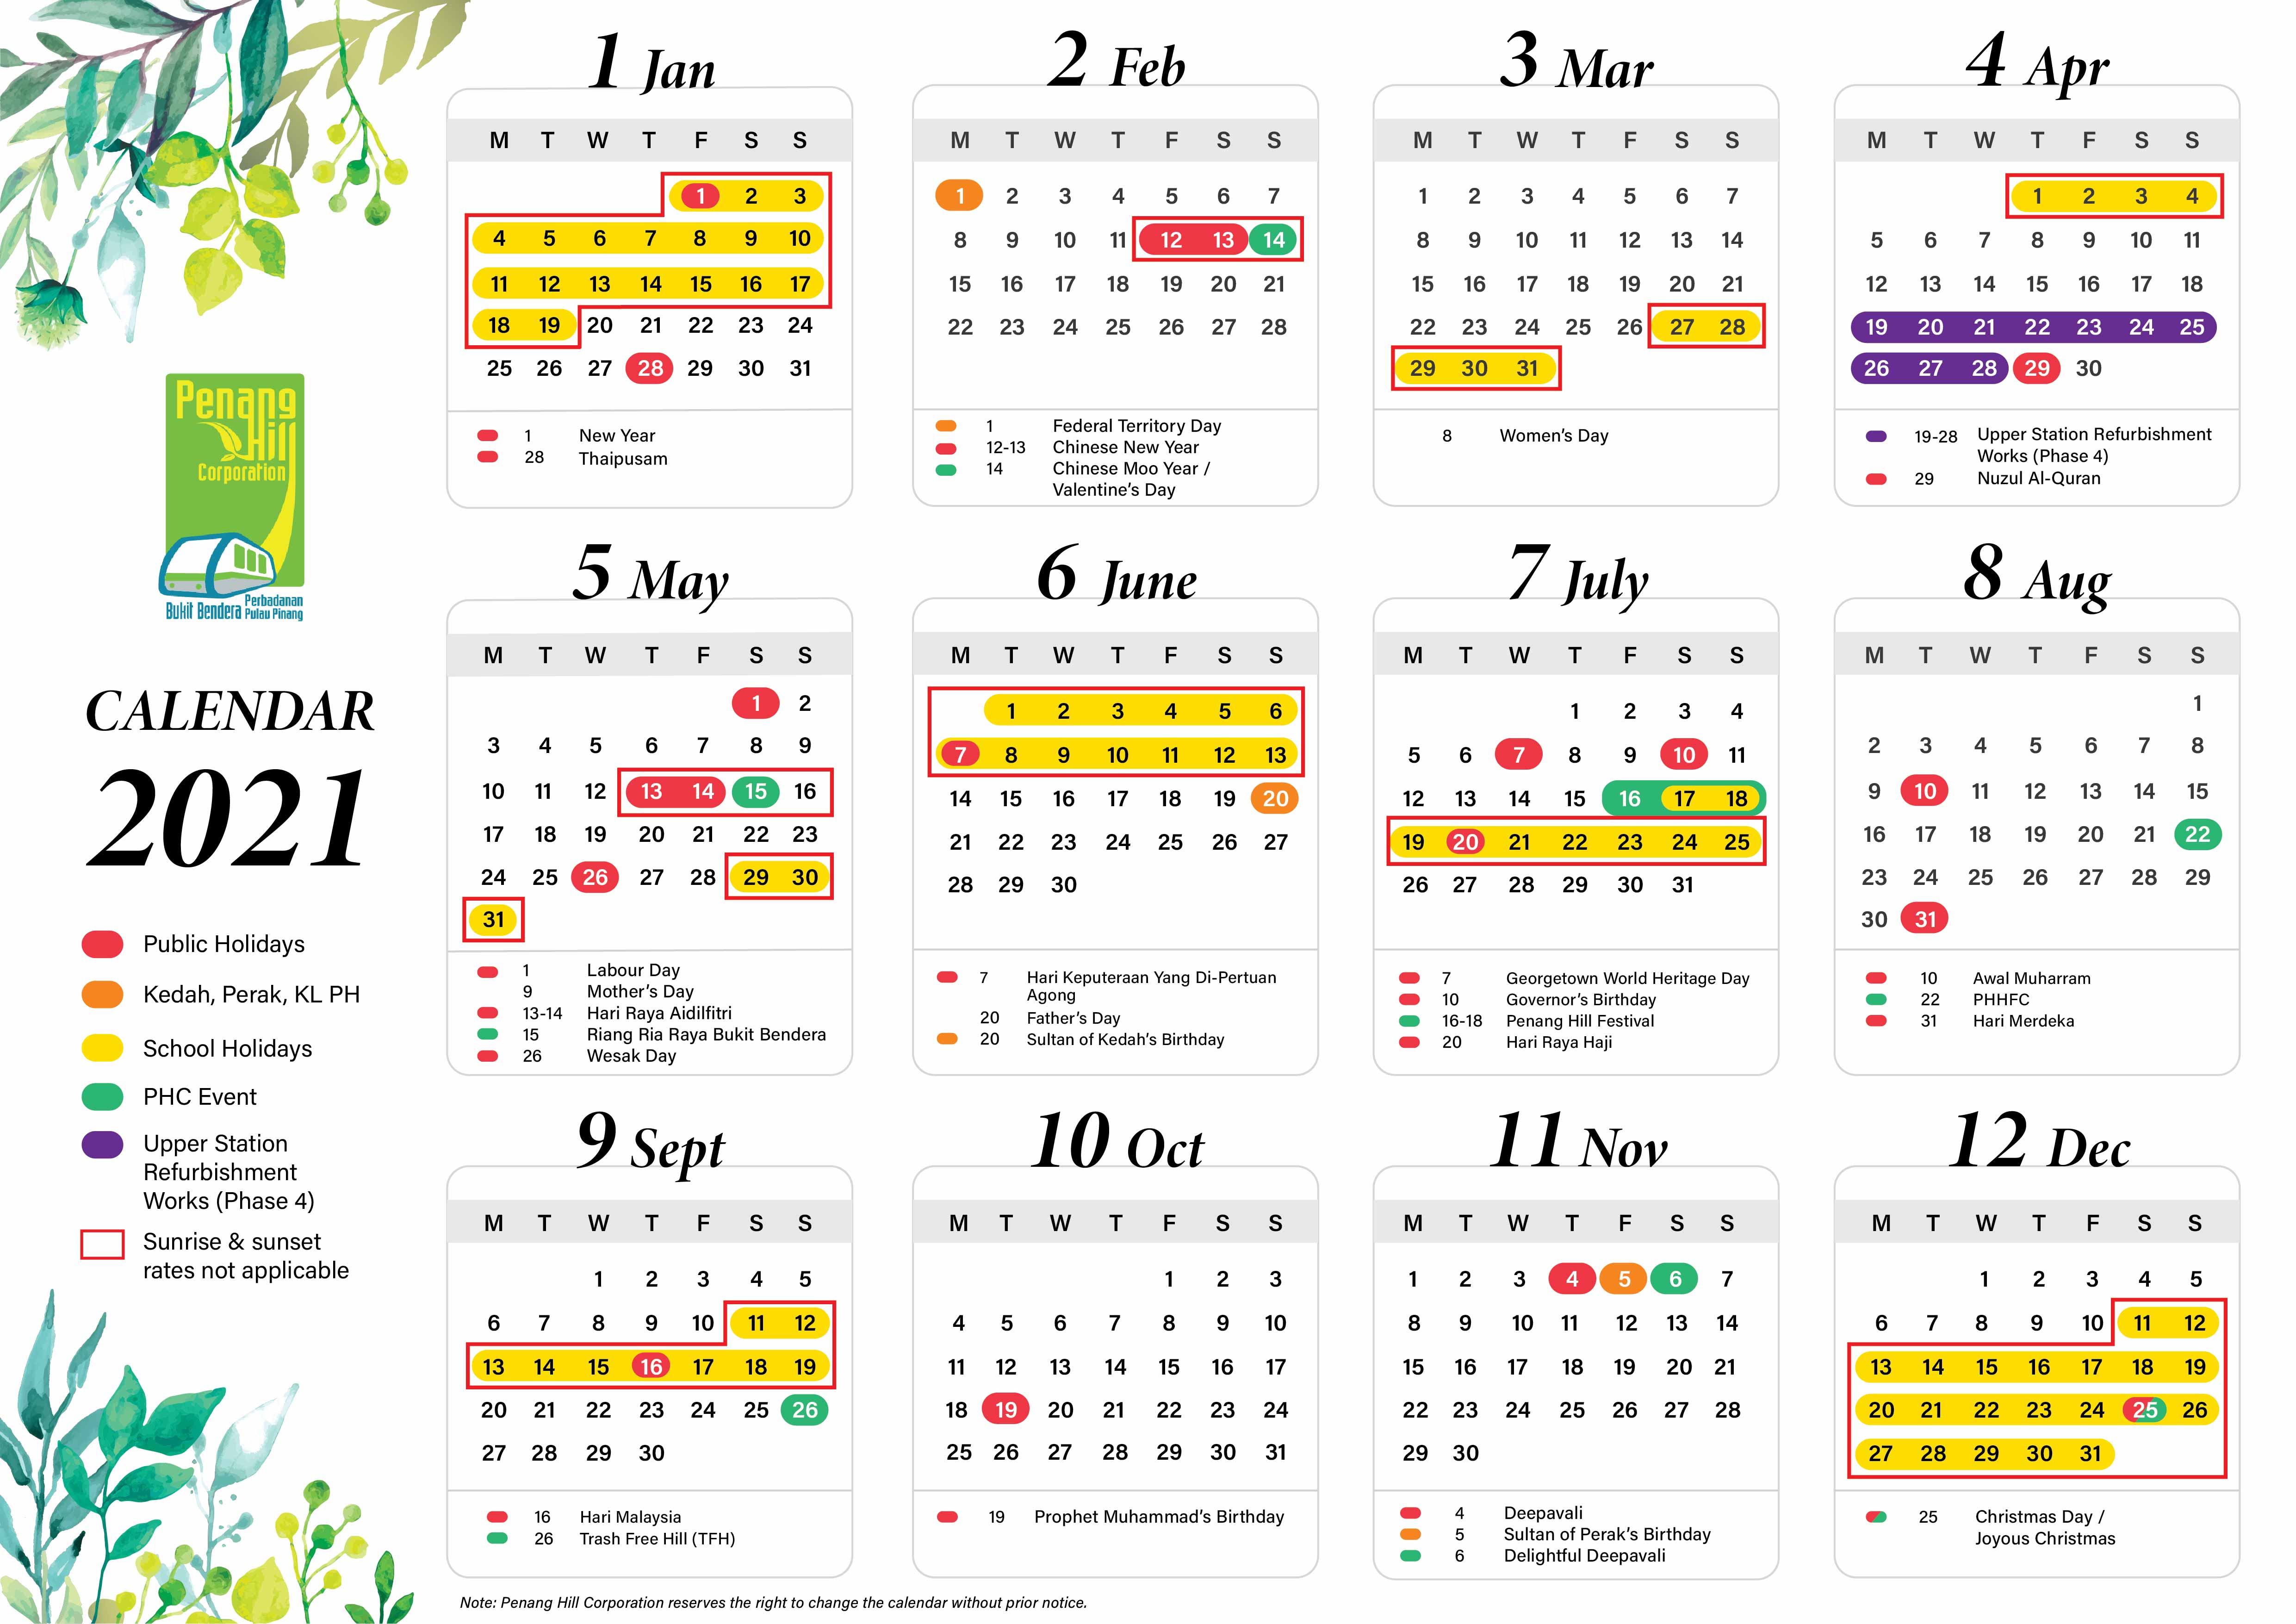 Penang
Hill
Corporation
Bukit Bendera Perbadanan
Pulau Pinang
CALENDAR
2021
Public Holidays
Kedah, Perak, KL PH
School Holidays
PHC Event
Upper Station
Refurbishment
Works (Phase 4)
Sunrise & sunset
rates not applicable
1 Jan
M T W T F S S
1 2 3
4 5 6 7 8 9 10
11 12 13 14 15 16 17
18 19 20 21 22 23 24
25 26 27 28 29 30 31
1 New Year
28 Thaipusam
2 Feb
M T W T F S S
1 2 3 4 5 6 7
8 9 10 11 12 13 14
15 16 17 18 19 20 21
22 23 24 25 26 27 28
1 Federal Territory Day
12-13 Chinese New Year
14 Chinese Moo Year /
Valentine's Day
3 Mar
M T W T F S S
1 2 3 4 5 6 7
8 9 10 11 12 13 14
15 16 17 18 19 20 21
22 23 24 25 26 27 28
29 30 31
8 Women's Day
4 Apr
M T W T F S S
1 2 3 4
5 6 7 8 9 10 11
12 13 14 15 16 17 18
19 20 21 22 23 24 25
26 27 28 29 30
19-28 Upper Station Refurbishment
Works (Phase 4)
29 Nuzul Al-Quran
5 May
M T W T F S S
1 2
3 4 5 6 7 8 9
10 11 12 13 14 15 16
17 18 19 20 21 22 23
24 25 26 27 28 29 30
31
1 Labour Day
9 Mother's Day
13-14 Hari Raya Aidilfitri
15 Riang Ria Raya Bukit Bendera
26 Wesak Day
6 June
M T W T F S S
1 2 3 4 5 6
7 8 9 10 11 12 13
14 15 16 17 18 19 20
21 22 23 24 25 26 27
28 29 30
7 Hari Keputeraan Yang Di-Pertuan
Agong
20 Father's Day
20 Sultan of Kedah's Birthday
7 July
M T W T F S S
1 2 3 4
5 6 7 8 9 10 11
12 13 14 15 16 17 18
19 20 21 22 23 24 25
26 27 28 29 30 31
7 Georgetown World Heritage Day
10 Governor's Birthday
16-18 Penang Hill Festival
20 Hari Raya Haji
8 Aug
M T W T F S S
1
2 3 4 5 6 7 8
9 10 11 12 13 14 15
16 17 18 19 20 21 22
23 24 25 26 27 28 29
30 31
10 Awal Muharram
22 PHHFC
31 Hari Merdeka
9 Sept
M T W T F S S
1 2 3 4 5
6 7 8 9 10 11 12
13 14 15 16 17 18 19
20 21 22 23 24 25 26
27 28 29 30
16 Hari Malaysia
26 Trash Free Hill (TFH)
10 Oct
M T W T F S S
1 2 3
4 5 6 7 8 9 10
11 12 13 14 15 16 17
18 19 20 21 22 23 24
25 26 27 28 29 30 31
19 Prophet Muhammad's Birthday
11 Nov
M T W T F S S
1 2 3 4 5 6 7
8 9 10 11 12 13 14
15 16 17 18 19 20 21
22 23 24 25 26 27 28
29 30
4 Deepavali
5 Sultan of Perak's Birthday
6 Delightful Deepavali
12 Dec
M T W T F S S
1 2 3 4 5
6 7 8 9 10 11 12
13 14 15 16 17 18 19
20 21 22 23 24 25 26
27 28 29 30 31
25 Christmas Day /
Joyous Christmas
Note: Penang Hill Corporation reserves the right to change the calendar without prior notice.